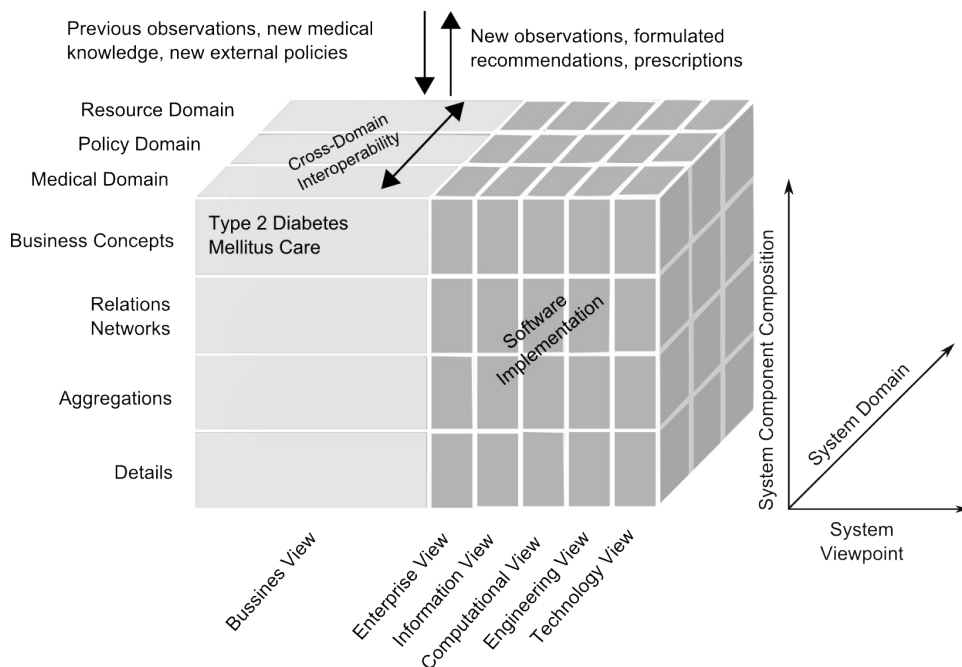 Previous observations, new medical
knowledge, new external policies
New observations, formulated
recommendations, prescriptions
Resource Domain
Policy Domain
Medical Domain
Cross-Domain
Interoperability
Business Concepts
Type 2 Diabetes
Mellitus Care
Relations
Networks
Software
Implementation
Aggregations
Details
System Component Composition
System Domain
System
Viewpoint
Bussines View
Enterprise View
Information View
Computational View
Engineering View
Technology View